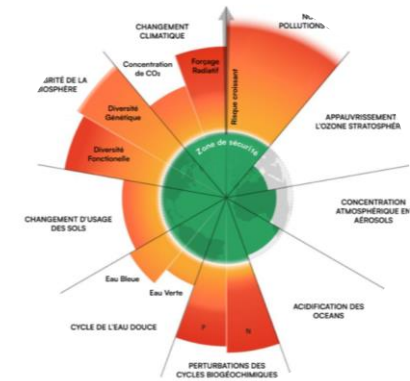 CHANGEMENT
CLIMATIQUE
POLLUTIONS
Concentration
de CO₂
Forçage
Radiatif
Risque croissant
Diversité
Génétique
Diversité
Fonctionelle
Zone de sécurité
APPAUVRISSEMENT
L'OZONE STRATOSPHÉR
CONCENTRATION
ATMOSPHÉRIQUE EN
AÉROSOLS
ACIDIFICATION DES
OCEANS
PERTURBATIONS DES
CYCLES BIOGÉOCHIMIQUES
P
N
CYCLE DE L'EAU DOUCE
Eau Verte
Eau Bleue
CHANGEMENT D'USAGE
DES SOLS
RITÉ DE LA
IOSPHÈRE